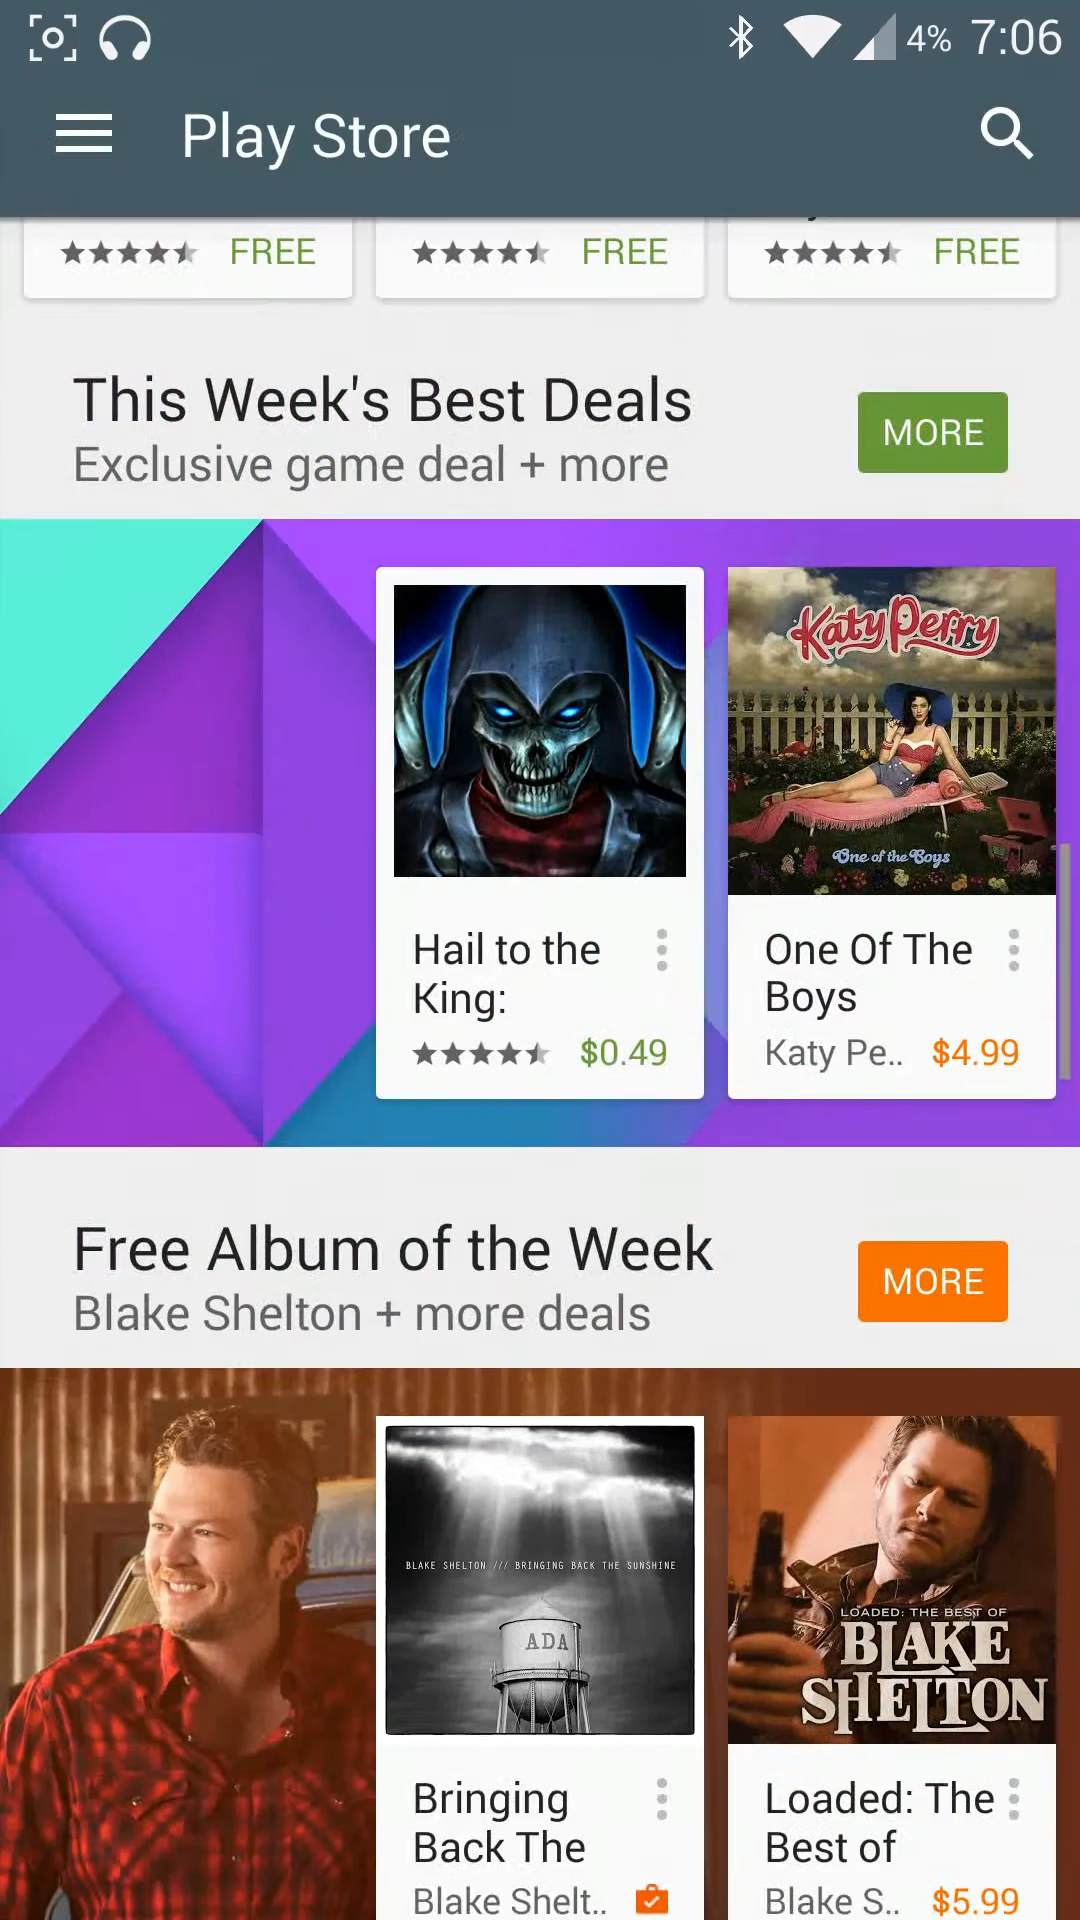 4% 7:06
Play Store
FREE FREE FREE
This Week's Best Deals
Exclusive game deal + more
MORE
Katy Perry
One of the Boys
Hail to the
King:
$0.49
One Of The
Boys
Katy Pe.. $4.99
Free Album of the Week
Blake Shelton + more deals
MORE
BLAKE SHELTON /// BRINGING BACK THE SUNSHINE
ADA
LOADED: THE BEST OF
BLAKE
SHELTON
Bringing
Back The
Blake Shelt..
Loaded: The
Best of
Blake S.. $5.99